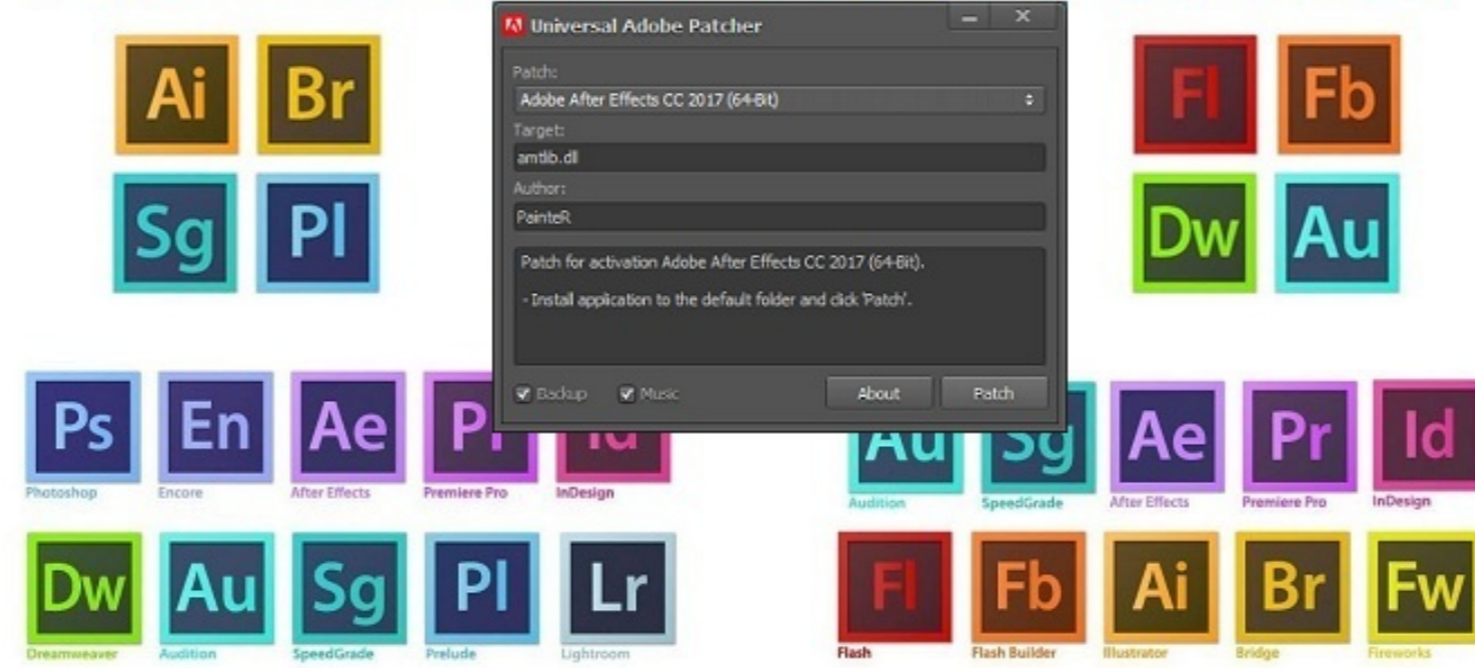 Universal Adobe Patcher
Patch:
Adobe After Effects CC 2017 (64-Bit)
Target:
amtlib.dll
Author:
PainteR
Patch for activation Adobe After Effects CC 2017 (64-Bit).
- Install application to the default folder and click 'Patch'.
Backup Music About Patch
Ai Br
Sg Pl
Fl Fb
Dw Au
Ps En Ae Pr Id
Photoshop Encore After Effects Premiere Pro InDesign
Dw Au Sg Pl Lr
Dreamweaver Audition SpeedGrade Prelude Lightroom
Au Sg Ae Pr Id
Audition SpeedGrade After Effects Premiere Pro InDesign
Fl Fb Ai Br Fw
Flash Flash Builder Illustrator Bridge Fireworks